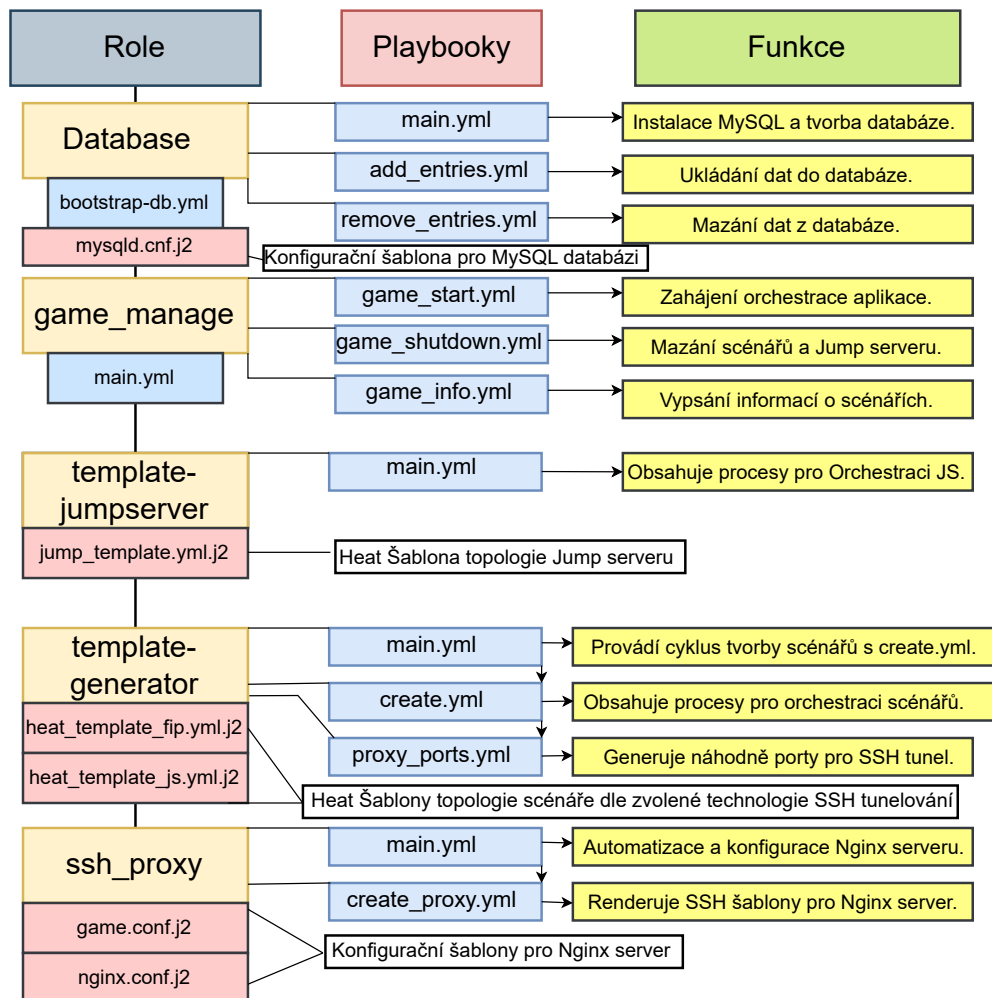 Role
Playbooky
Funkce
Database
main.yml
Instalace MySQL a tvorba databáze.
add_entries.yml
Ukládání dat do databáze.
bootstrap-db.yml
remove_entries.yml
Mazání dat z databáze.
mysqld.cnf.j2
Konfigurační šablona pro MySQL databázi
game_manage
game_start.yml
Zahájení orchestrace aplikace.
game_shutdown.yml
Mazání scénářů a Jump serveru.
main.yml
game_info.yml
Vypsání informací o scénářích.
template-
jumpserver
main.yml
Obsahuje procesy pro Orchestraci JS.
jump_template.yml.j2
Heat Šablona topologie Jump serveru
template-
generator
main.yml
Provádí cyklus tvorby scénářů s create.yml.
create.yml
Obsahuje procesy pro orchestraci scénářů.
heat_template_fip.yml.j2
proxy_ports.yml
Generuje náhodně porty pro SSH tunel.
heat_template_js.yml.j2
Heat Šablony topologie scénáře dle zvolené technologie SSH tunelování
ssh_proxy
main.yml
Automatizace a konfigurace Nginx serveru.
create_proxy.yml
Renderuje SSH šablony pro Nginx server.
game.conf.j2
Konfigurační šablony pro Nginx server
nginx.conf.j2